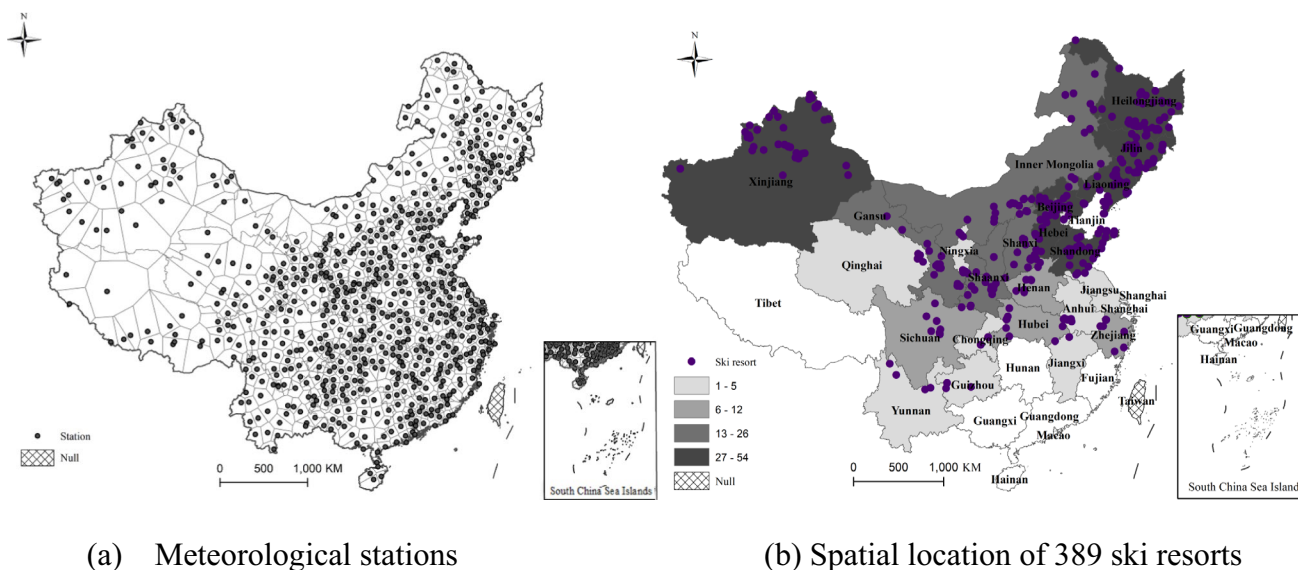 N
Station
Null
0 500 1,000 KM
South China Sea Islands
(a) Meteorological stations
N
Heilongjiang
Jilin
Inner Mongolia
Liaoning
Xinjiang
Beijing
Gansu
Tianjin
Hebei
Ningxia
Shanxi
Shandong
Qinghai
Shaanxi
Henan
Jiangsu
Tibet
Shanghai
Anhui Shanghai
Sichuan
Hubei
Chongqing
Zhejiang
Hunan
Jiangxi
Guizhou
Fujian
Yunnan
Taiwan
Guangxi
Guangdong
Macao
Hainan
Ski resort
1 - 5
6 - 12
13 - 26
27 - 54
Null
0 500 1,000 KM
Guangxi Guangdong
Macao
Hainan
South China Sea Islands
(b) Spatial location of 389 ski resorts